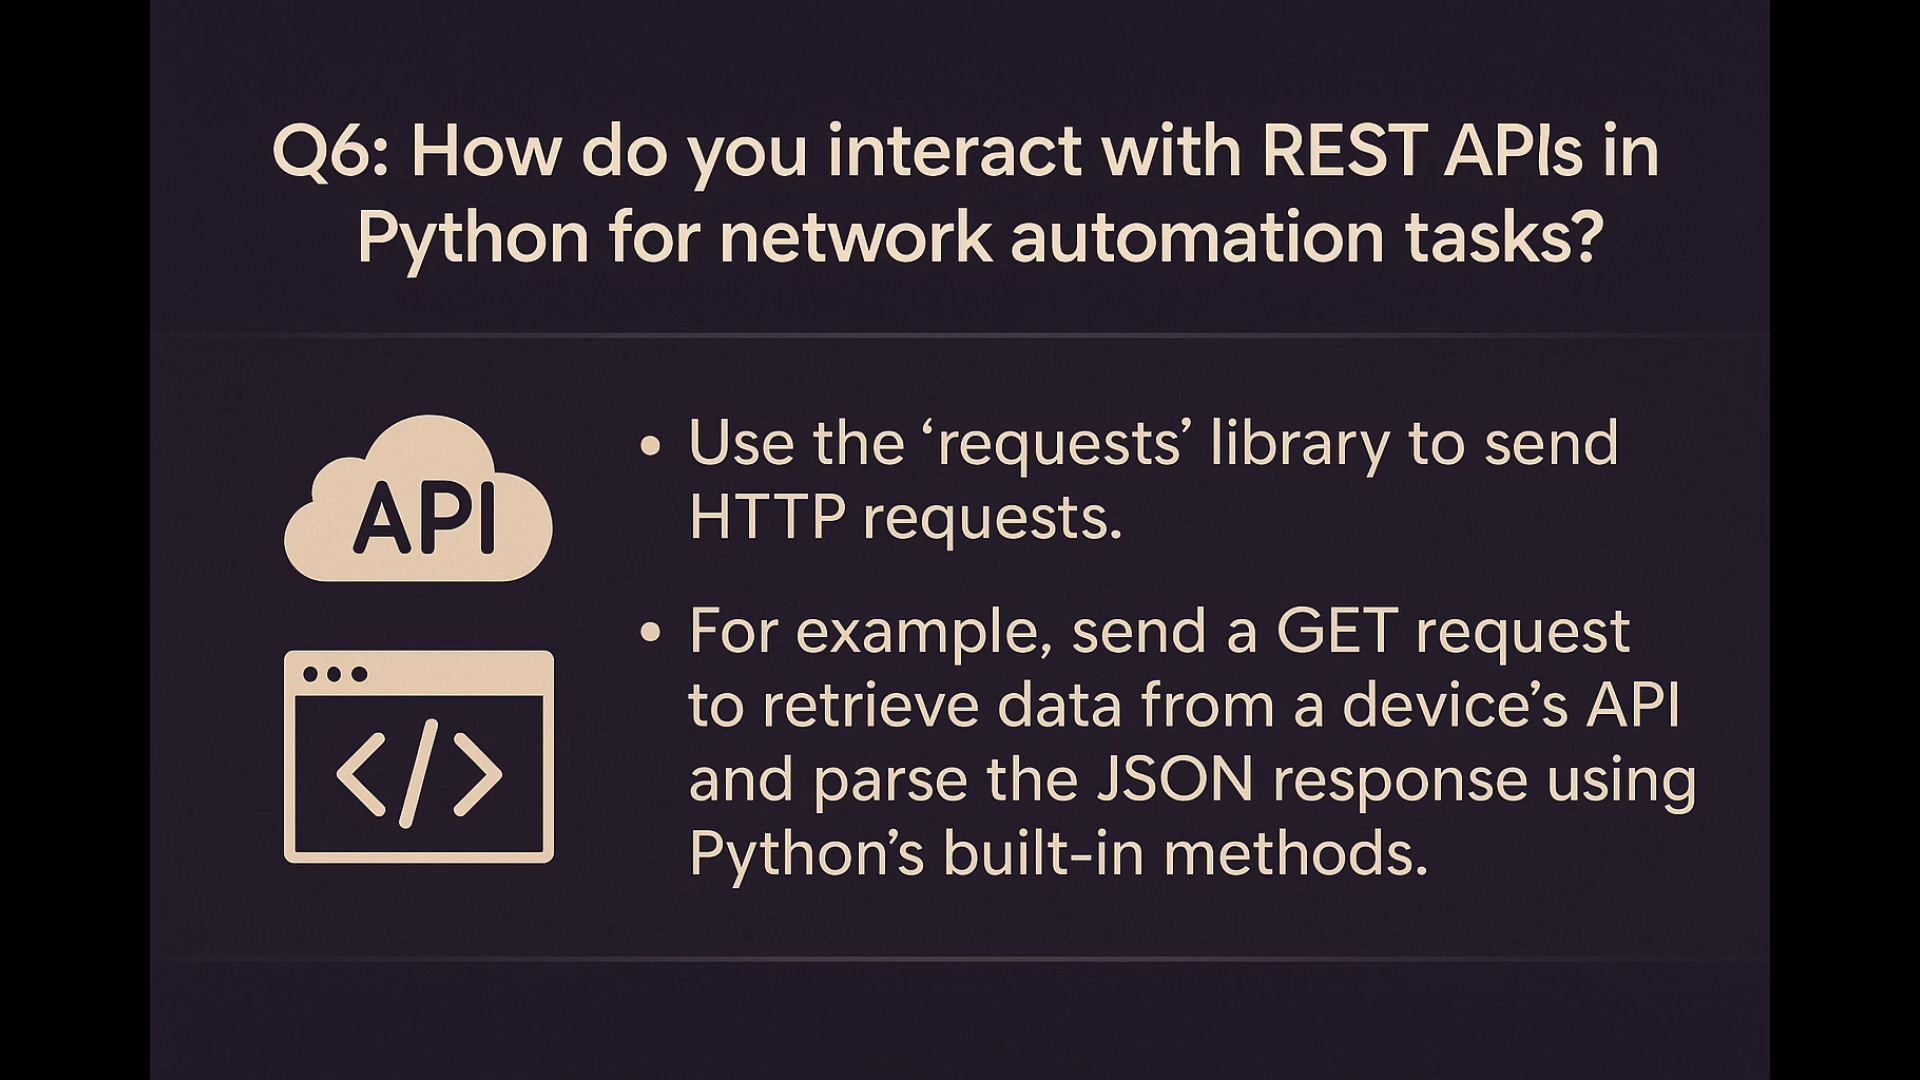 Q6: How do you interact with REST APIs in
Python for network automation tasks?
API
</>
• Use the ‘requests’ library to send
HTTP requests.
• For example, send a GET request
to retrieve data from a device’s API
and parse the JSON response using
Python’s built-in methods.